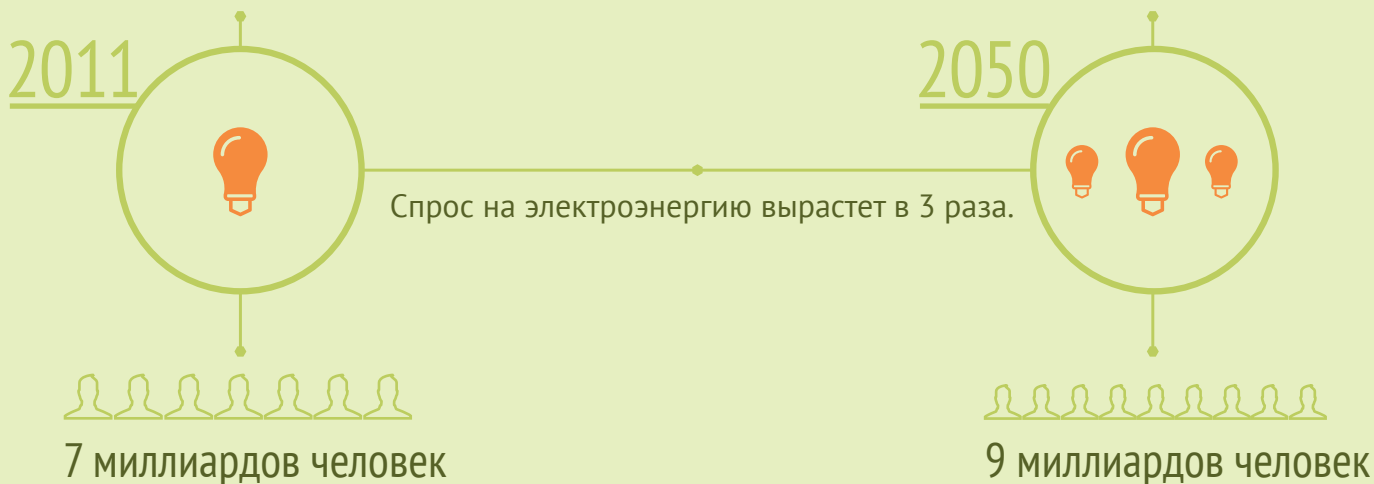 2011
2050
Спрос на электроэнергию вырастет в 3 раза.
7 миллиардов человек
9 миллиардов человек